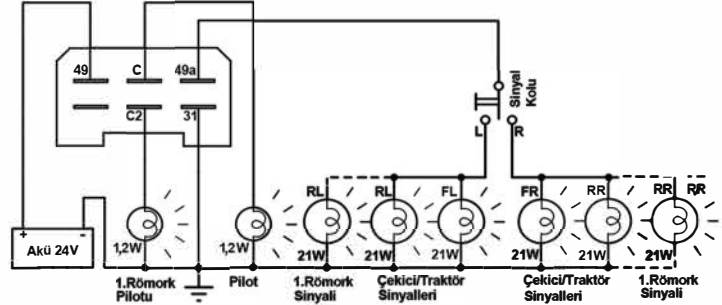 49
C
49a
C2
31
Sinyal
Kolu
L
R
RL
RL
FL
FR
RR
RR
RR
+
-
Akü 24V
1,2W
1,2W
21W
21W
21W
21W
21W
21W
1.Römork
Pilotu
Pilot
1.Römork
Sinyali
Çekici/Traktör
Sinyalleri
Çekici/Traktör
Sinyalleri
1.Römork
Sinyali